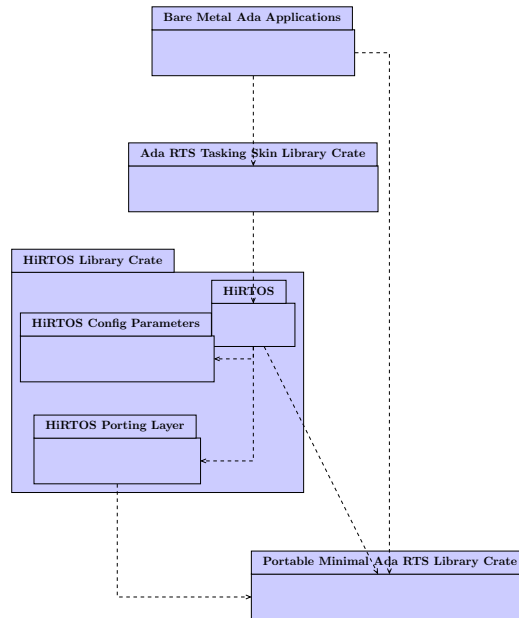 Bare Metal Ada Applications
Ada RTS Tasking Skin Library Crate
HiRTOS Library Crate
HiRTOS
HiRTOS Config Parameters
HiRTOS Porting Layer
Portable Minimal Ada RTS Library Crate